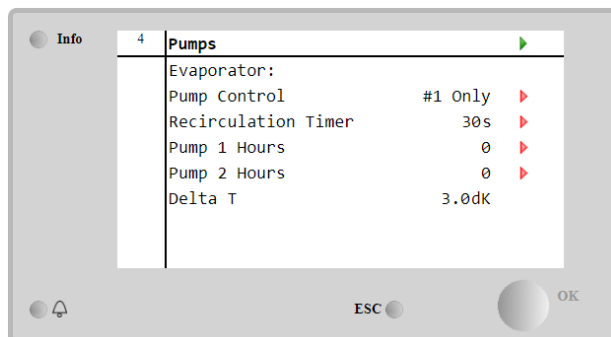 Info
4 Pumps
Evaporator:
Pump Control #1 Only
Recirculation Timer 30s
Pump 1 Hours 0
Pump 2 Hours 0
Delta T 3.0dK
ESC
OK